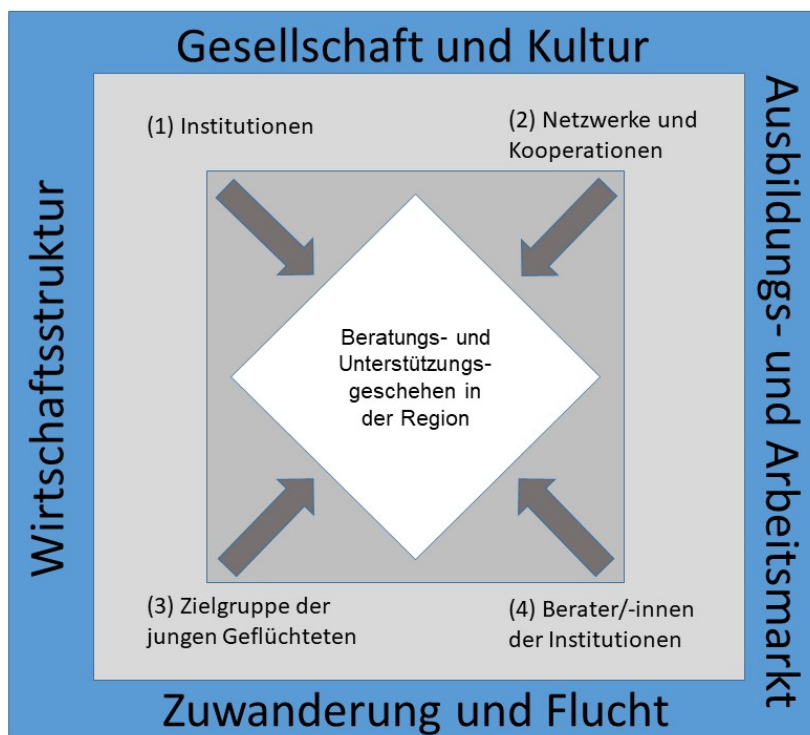 Gesellschaft und Kultur
Wirtschaftsstruktur
Ausbildungs- und Arbeitsmarkt
(1) Institutionen
(2) Netzwerke und
Kooperationen
Beratungs- und
Unterstützungs-
geschehen in
der Region
(3) Zielgruppe der
jungen Geflüchteten
(4) Berater/-innen
der Institutionen
Zuwanderung und Flucht